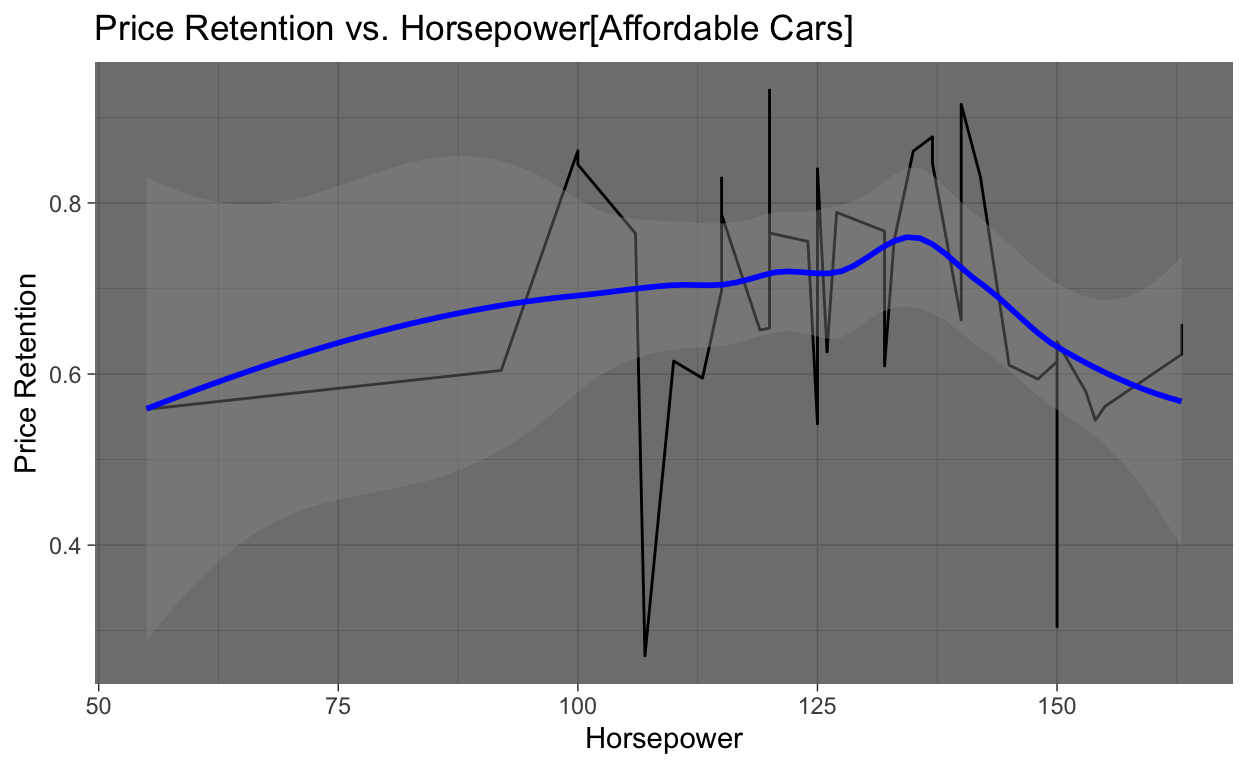 Price Retention vs. Horsepower[Affordable Cars]
Price Retention
0.8
0.6
0.4
50 75 100 125 150
Horsepower